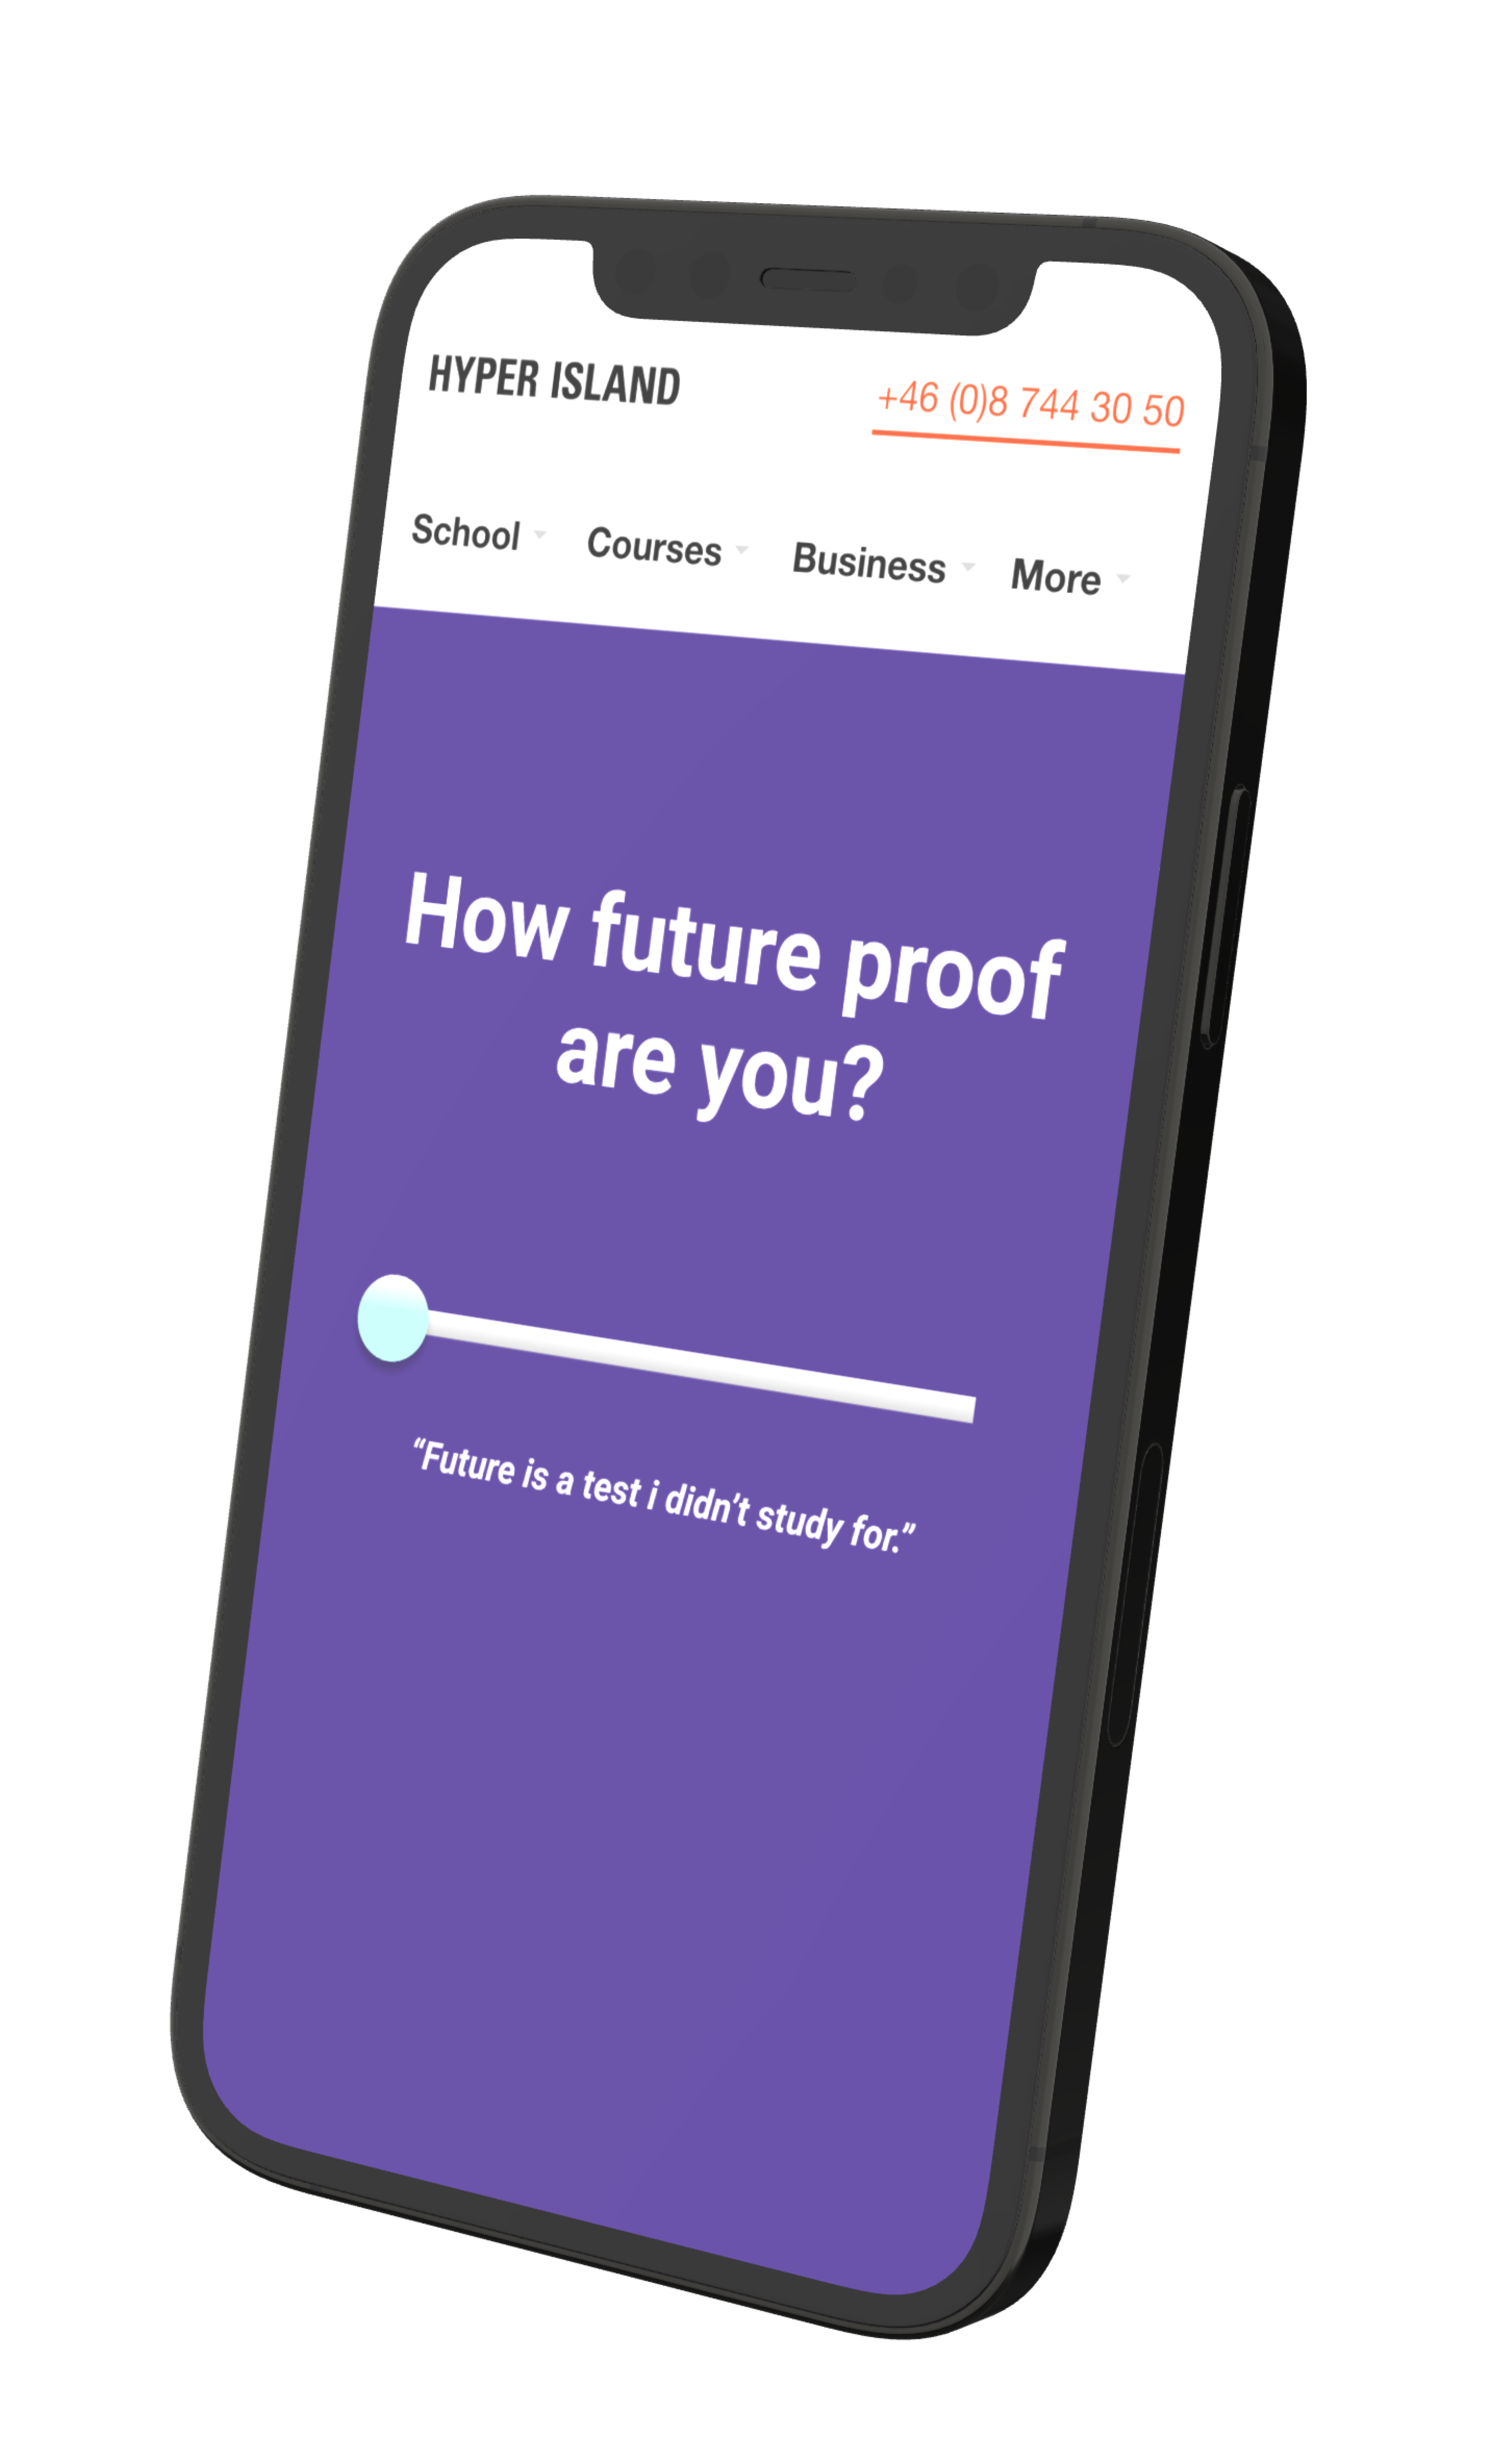 HYPER ISLAND
+46 (0)8 744 30 50
School Courses Business More
How future proof
are you?
“Future is a test i didn’t study for.”